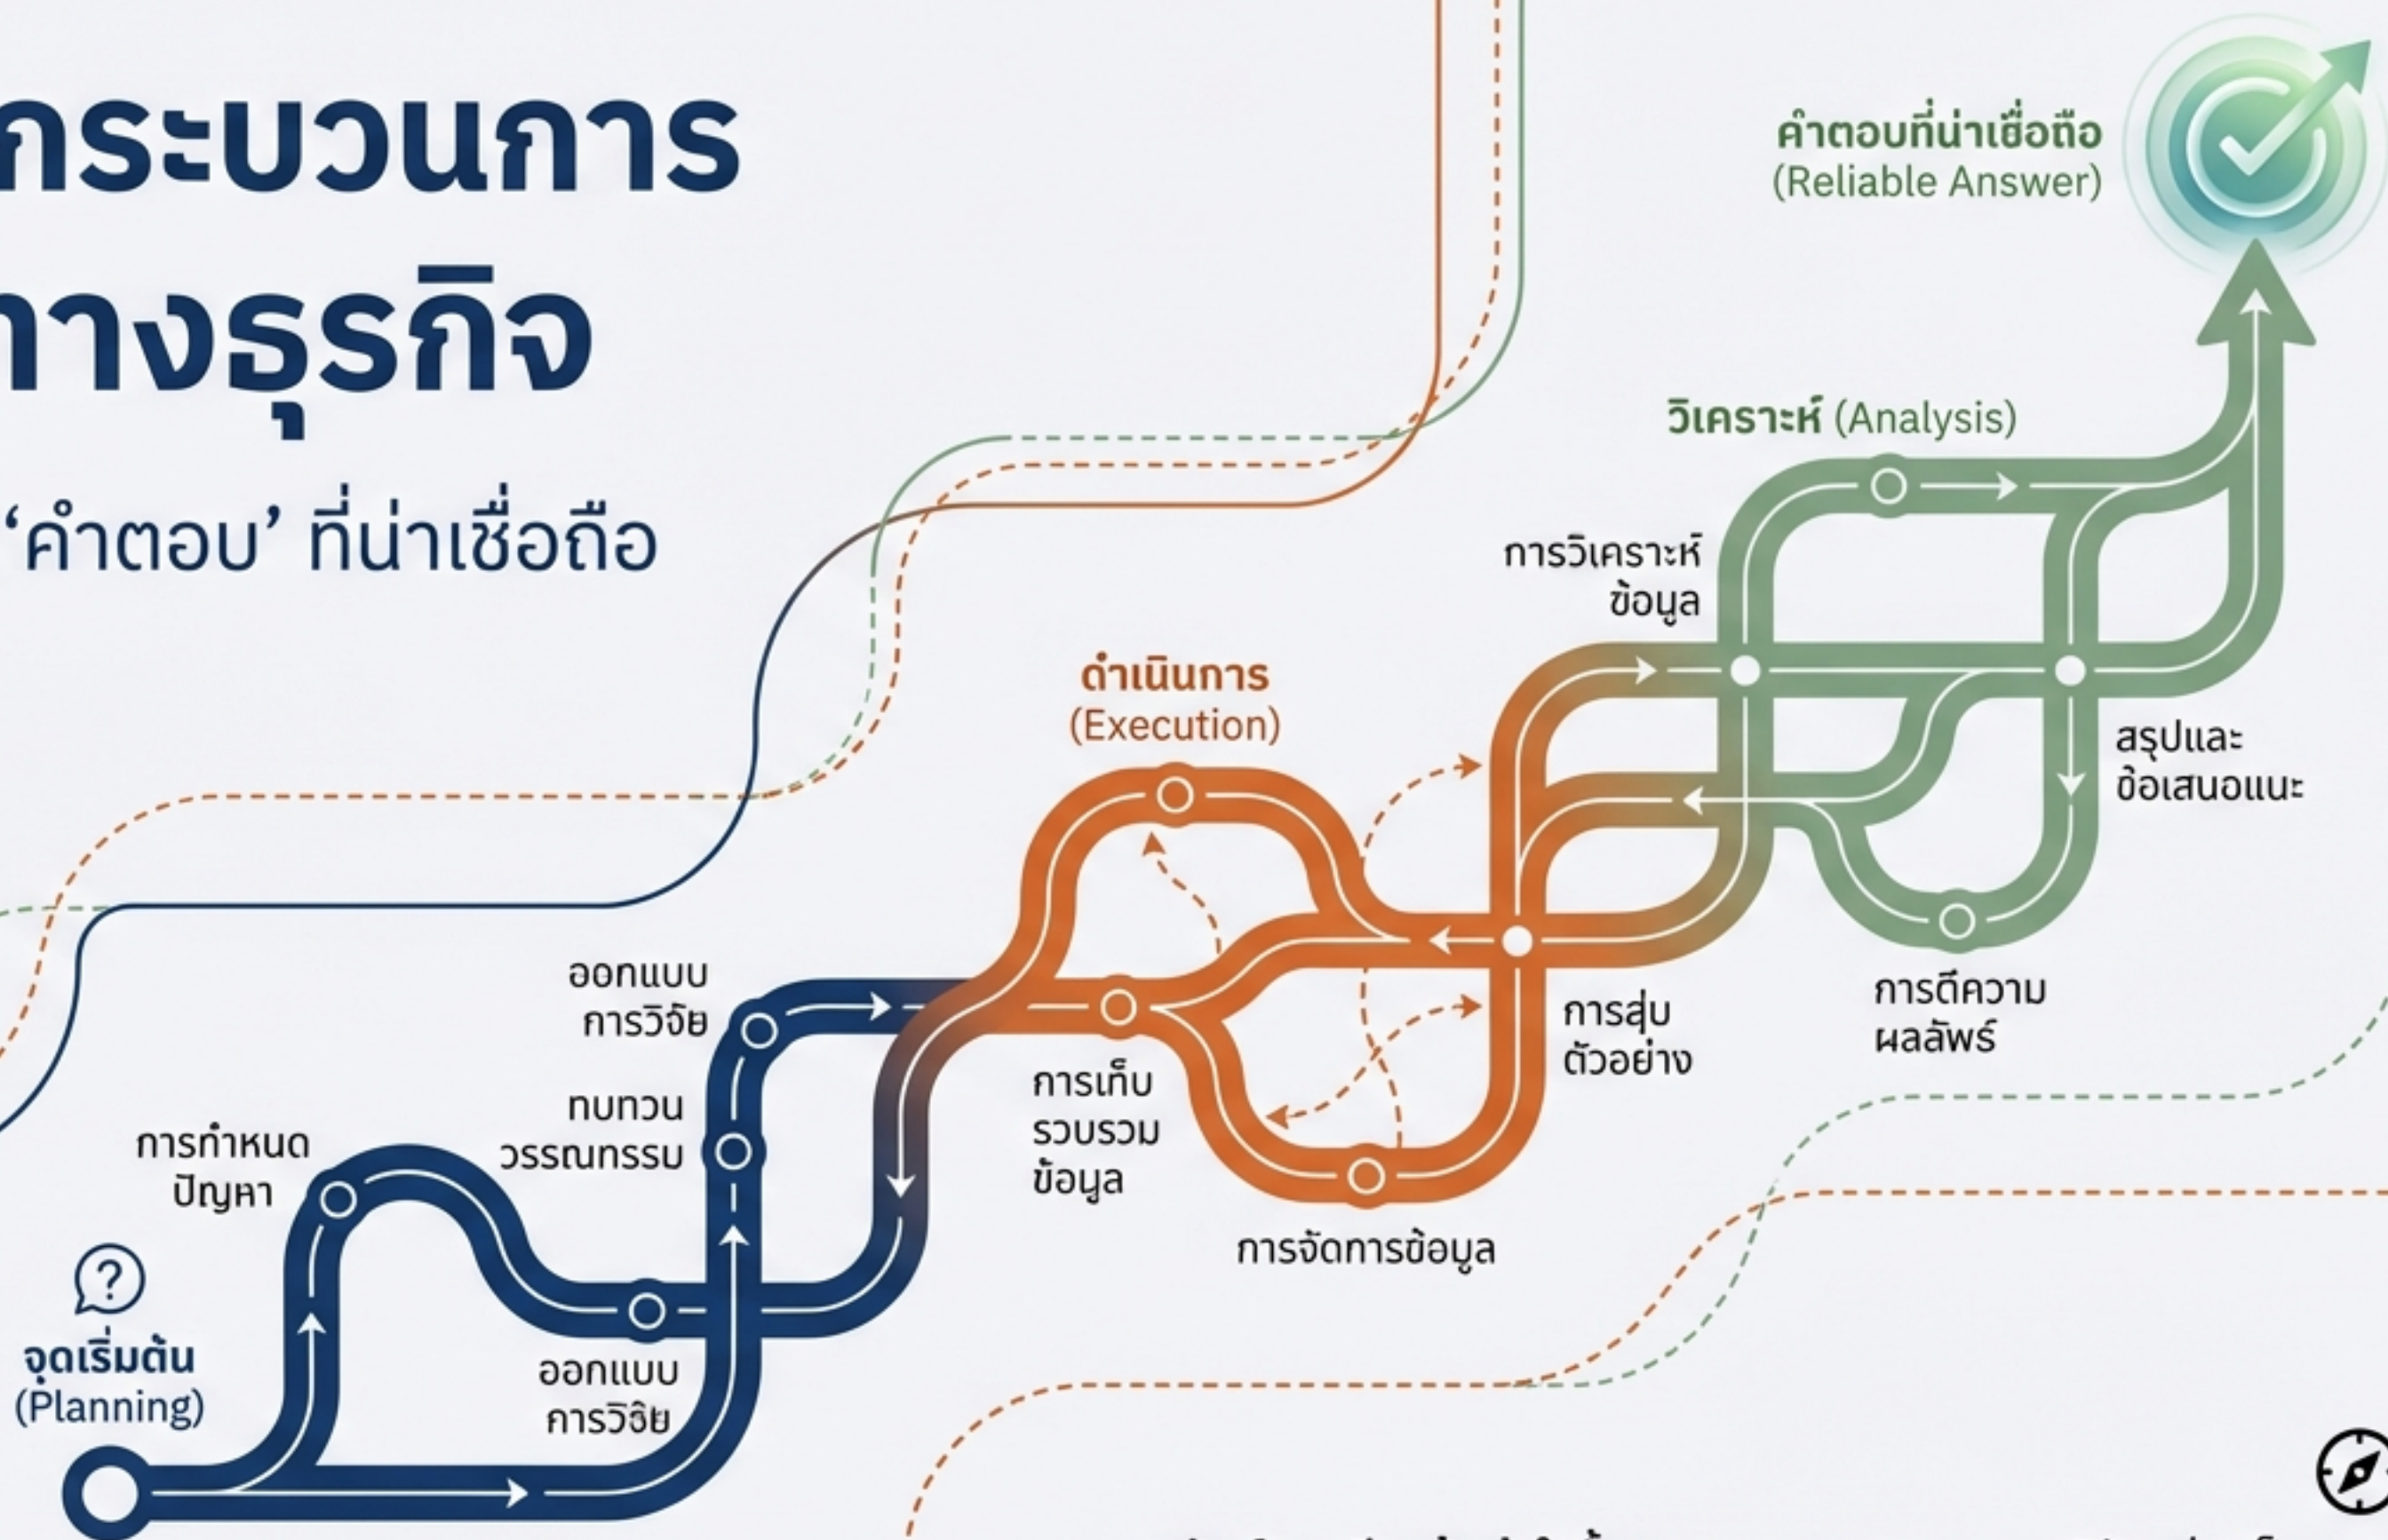 กระบวนการ
ทางธุรกิจ
‘คำตอบ’ ที่น่าเชื่อถือ
คำตอบที่น่าเชื่อถือ
(Reliable Answer)
วิเคราะห์ (Analysis)
การวิเคราะห์
ข้อมูล
ดำเนินการ
(Execution)
สรุปและ
ข้อเสนอแนะ
ออกแบบ
การวิจัย
การเก็บ
รวบรวม
ข้อมูล
การสุ่ม
ตัวอย่าง
การตีความ
ผลลัพร์
ทบทวน
วรรณทรรม
การทำหนด
ปัญหา
การจัดทารข้อมูล
?
จุดเริ่มต้น
(Planning)
ออกแบบ